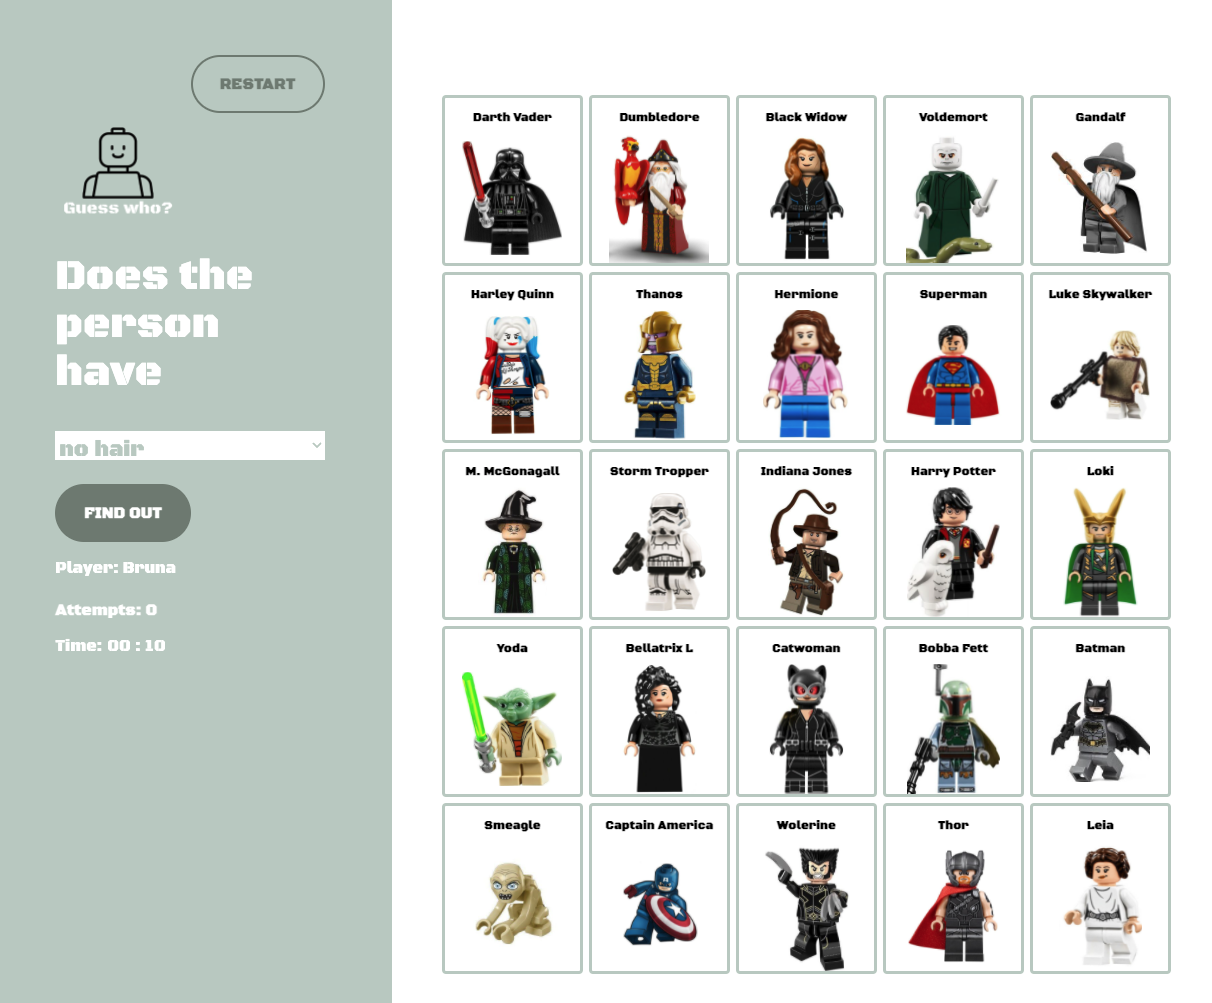 RESTART
Guess who?
Does the
person
have
no hair
FIND OUT
Player: Bruna
Attempts: 0
Time: 00 : 10
Darth Vader
Dumbledore
Black Widow
Voldemort
Gandalf
Harley Quinn
Thanos
Hermione
Superman
Luke Skywalker
M. McGonagall
Storm Tropper
Indiana Jones
Harry Potter
Loki
Yoda
Bellatrix L
Catwoman
Bobba Fett
Batman
Smeagle
Captain America
Wolerine
Thor
Leia